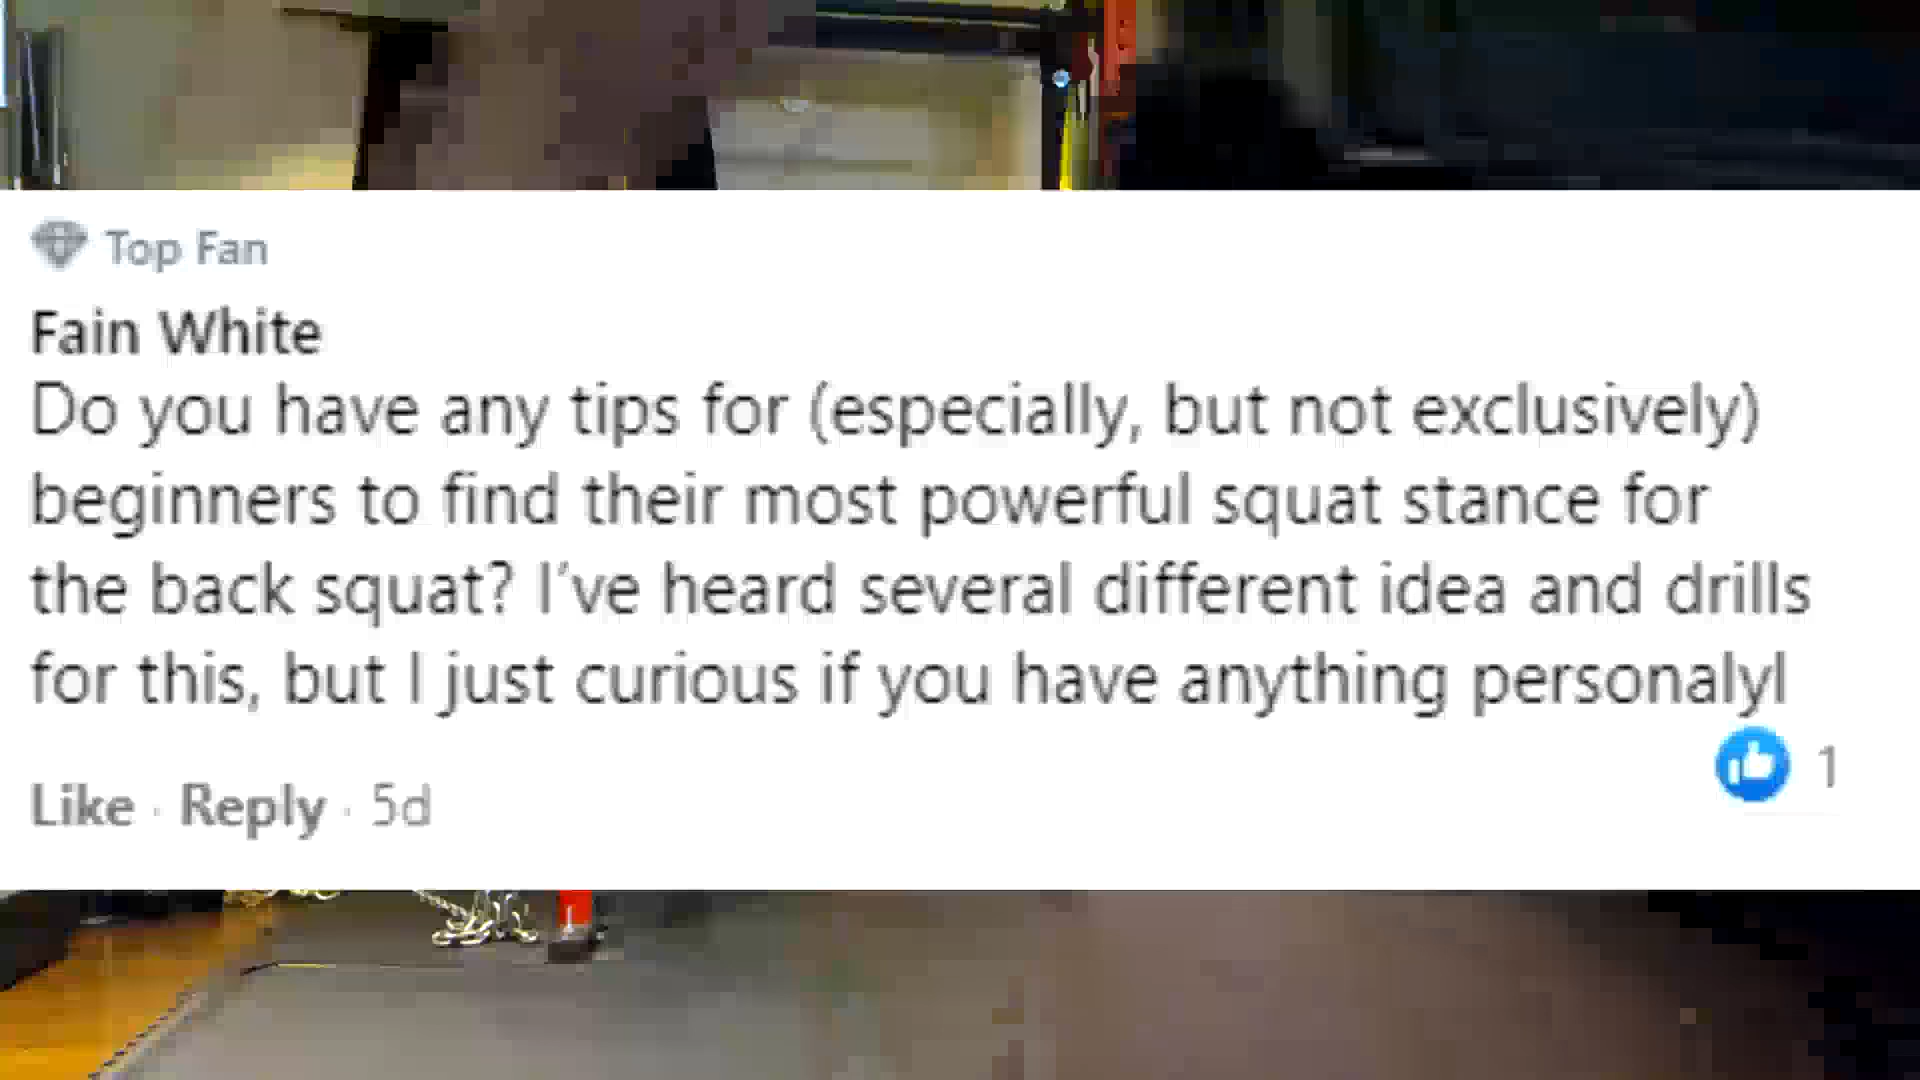 Top Fan
Fain White
Do you have any tips for (especially, but not exclusively)
beginners to find their most powerful squat stance for
the back squat? I've heard several different idea and drills
for this, but I just curious if you have anything personalyl
1
Like · Reply · 5d